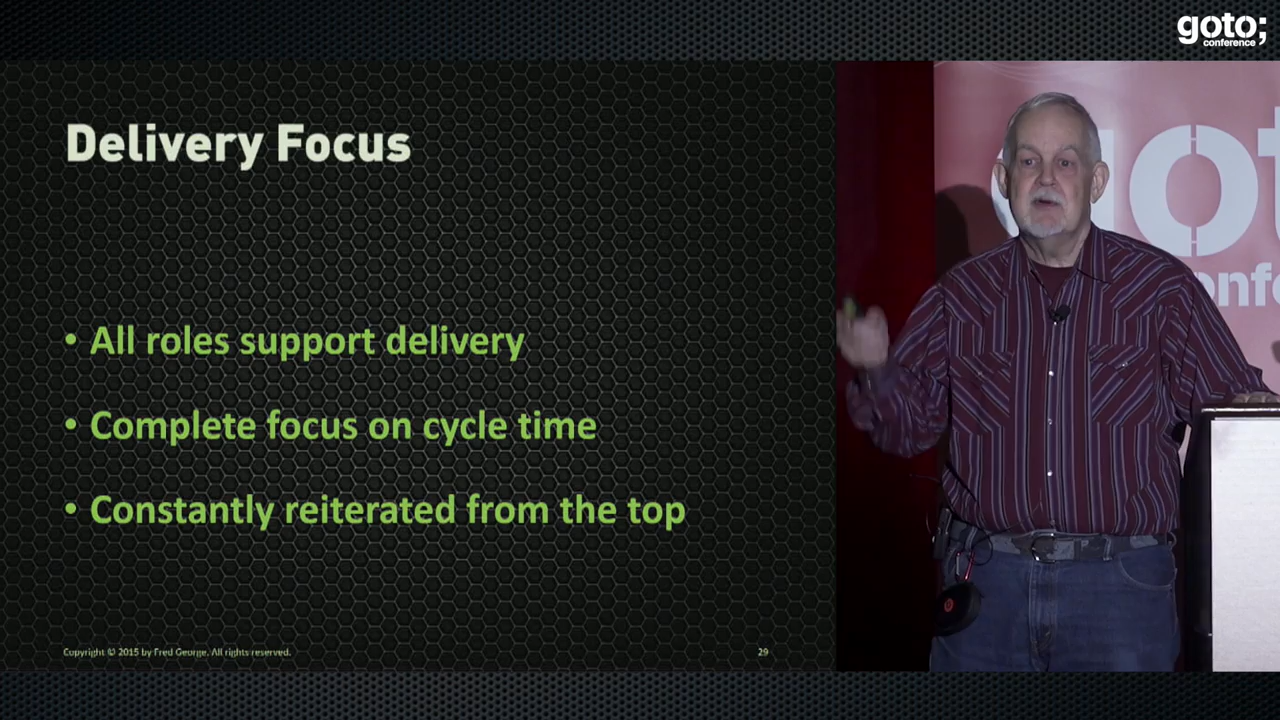 goto;
conference
Delivery Focus
• All roles support delivery
• Complete focus on cycle time
• Constantly reiterated from the top
Copyright © 2015 by Fred George. All rights reserved.
29